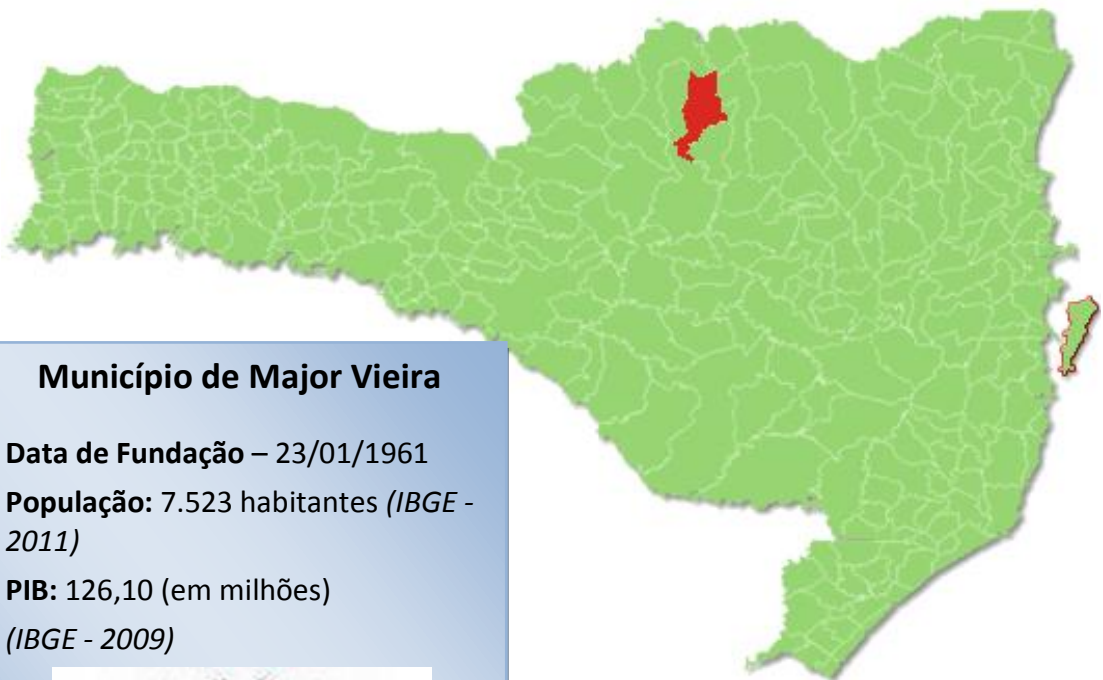 Município de Major Vieira
Data de Fundação – 23/01/1961
População: 7.523 habitantes (IBGE -
2011)
PIB: 126,10 (em milhões)
(IBGE - 2009)